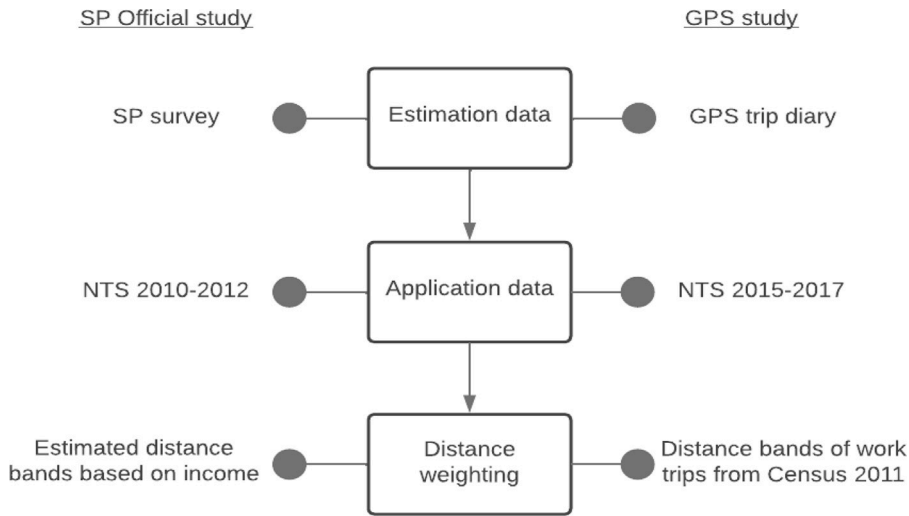 SP Official study
GPS study
SP survey
Estimation data
GPS trip diary
NTS 2010-2012
Application data
NTS 2015-2017
Estimated distance
bands based on income
Distance
weighting
Distance bands of work
trips from Census 2011